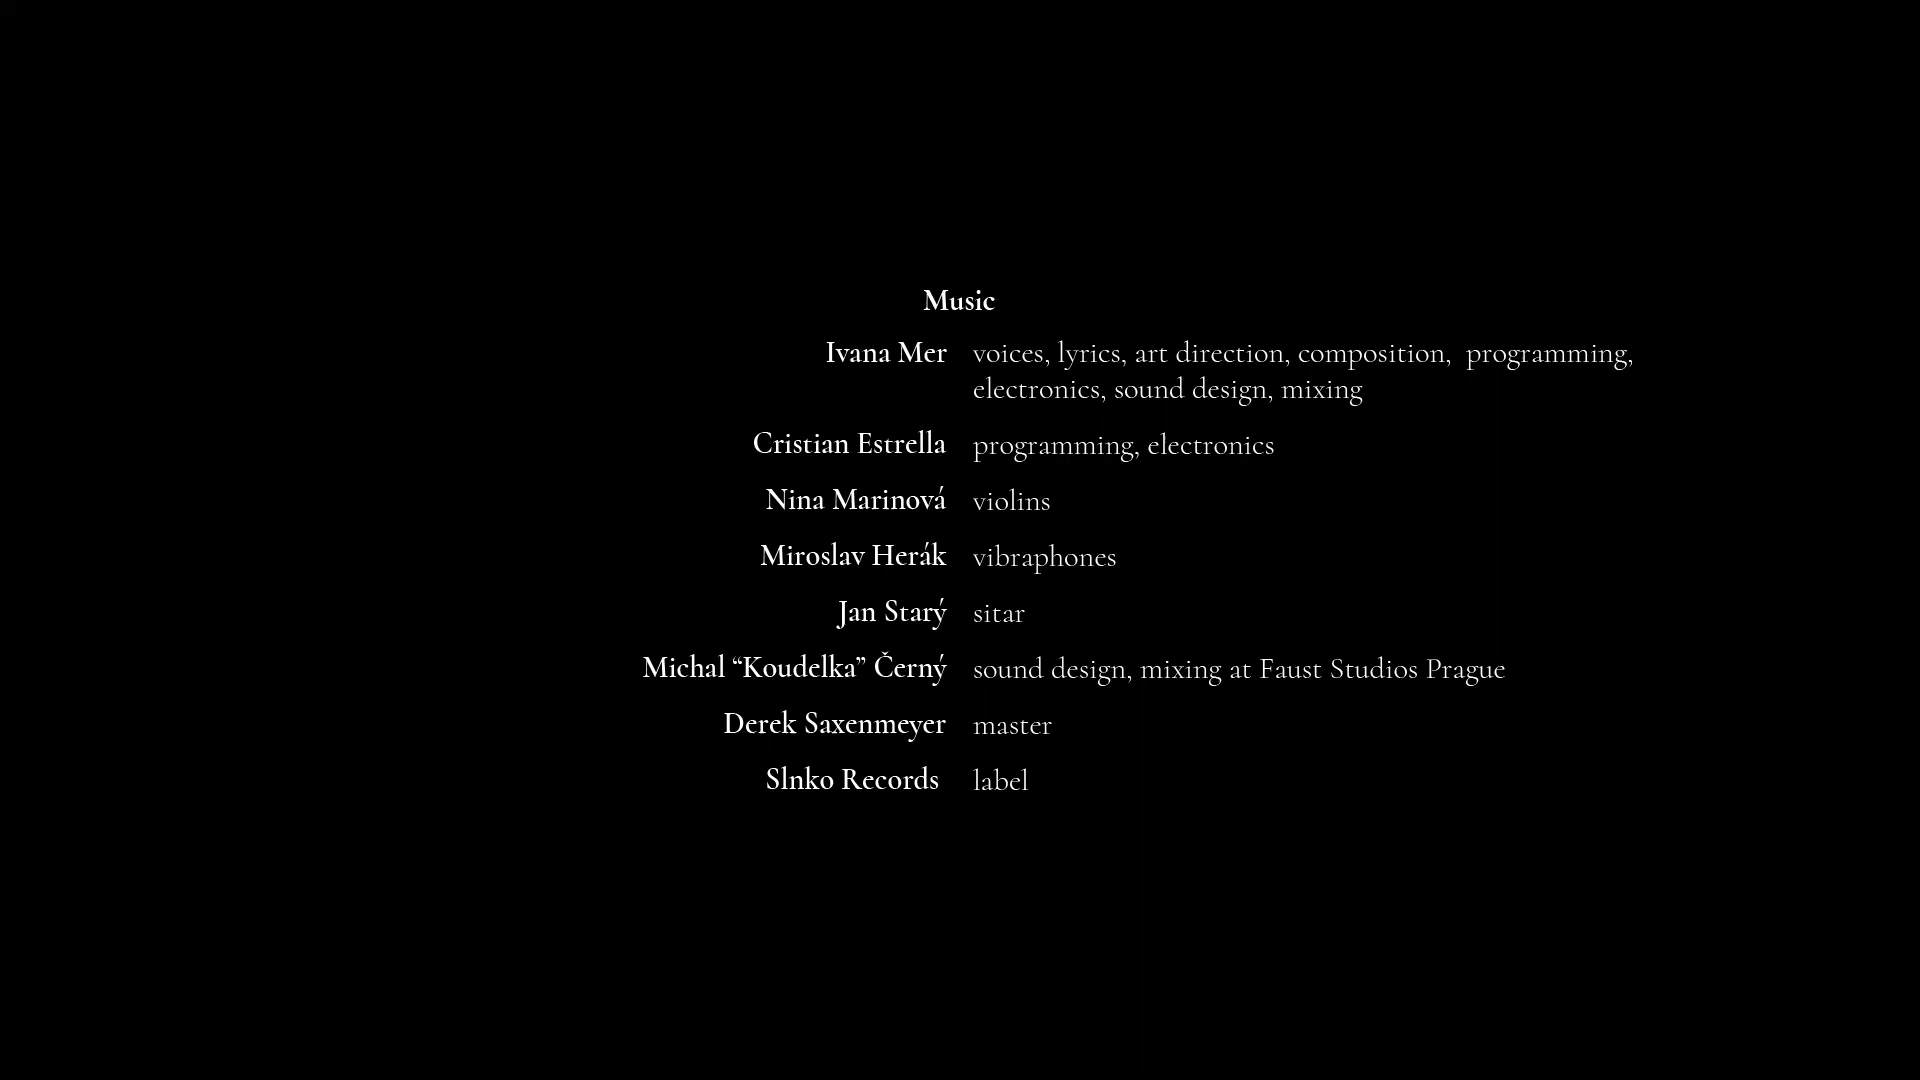 Music
Ivana Mer voices, lyrics, art direction, composition,  programming,
electronics, sound design, mixing
Cristian Estrella programming, electronics
Nina Marinová violins
Miroslav Herák vibraphones
Jan Starý sitar
Michal “Koudelka” Černý sound design, mixing at Faust Studios Prague
Derek Saxenmeyer master
Slnko Records label